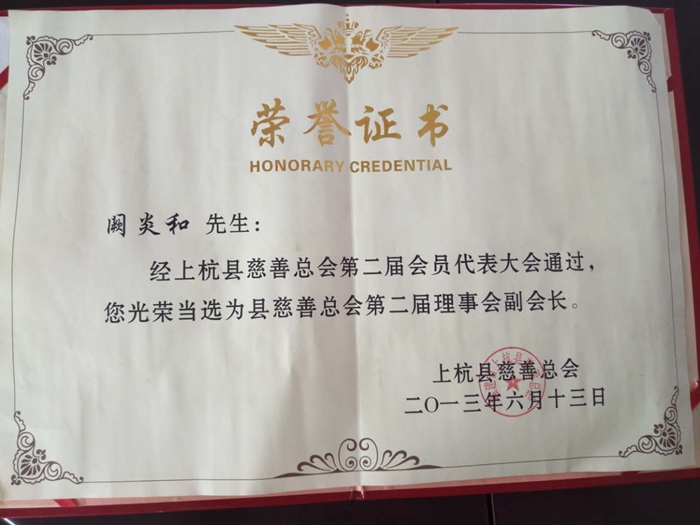 荣誉证书
HONORARY CREDENTIAL
阙炎和 先生：
经上杭县慈善总会第二届会员代表大会通过，
您光荣当选为县慈善总会第二届理事会副会长。
上杭县慈善总会
二〇一三年六月十三日